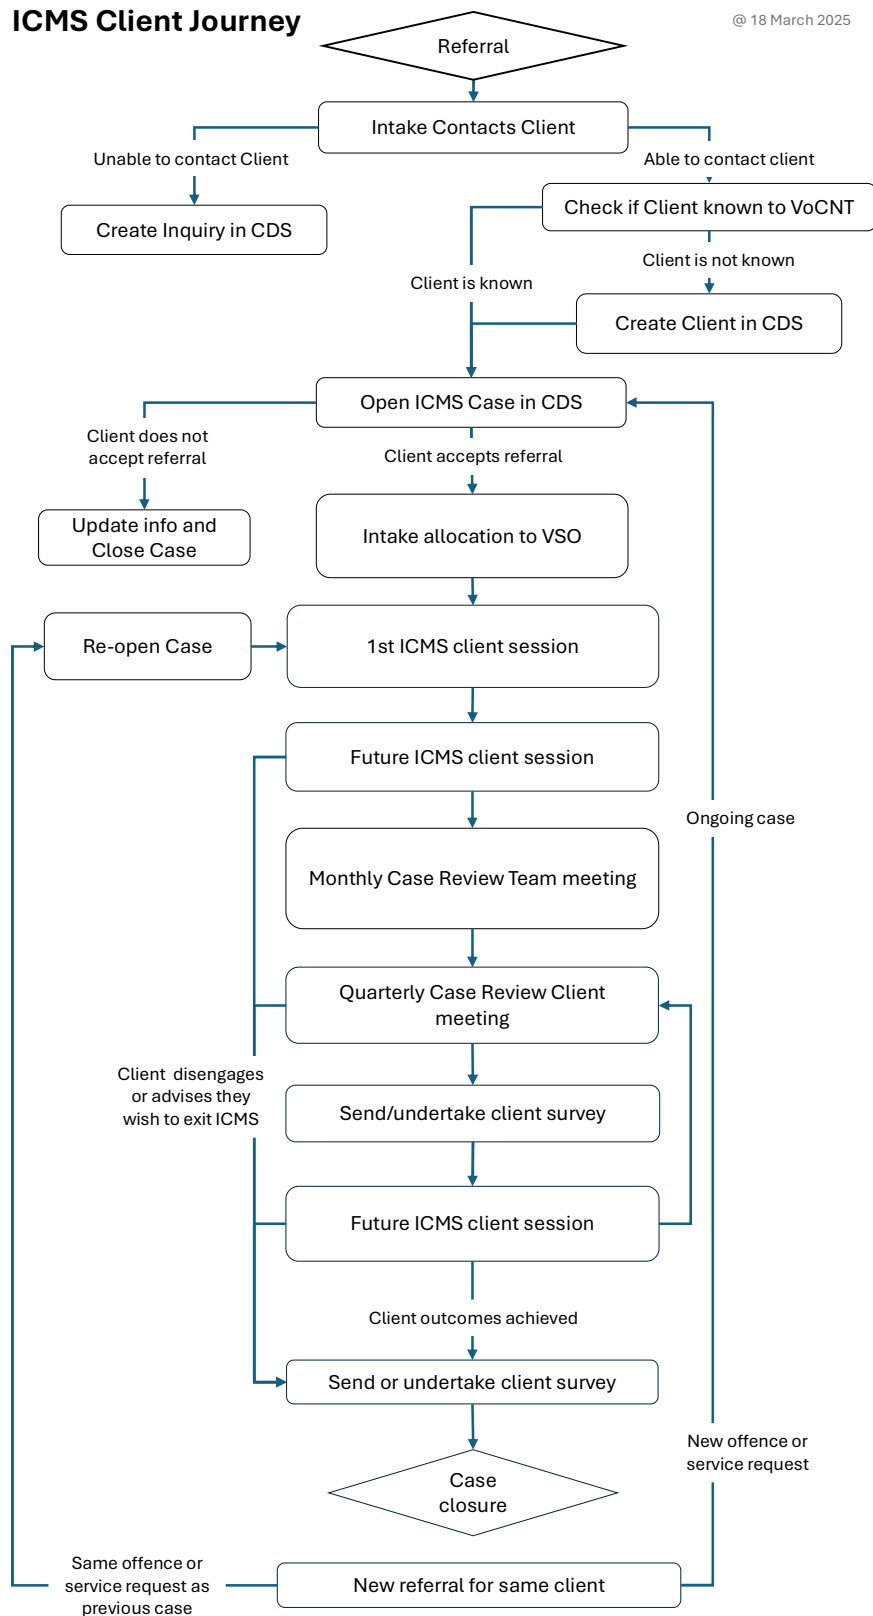 ICMS Client Journey
@ 18 March 2025
Referral
Intake Contacts Client
Unable to contact Client
Able to contact client
Create Inquiry in CDS
Check if Client known to VoCNT
Client is not known
Client is known
Create Client in CDS
Open ICMS Case in CDS
Client does not
accept referral
Client accepts referral
Update info and
Close Case
Intake allocation to VSO
Re-open Case
1st ICMS client session
Future ICMS client session
Ongoing case
Monthly Case Review Team meeting
Quarterly Case Review Client
meeting
Client disengages
or advises they
wish to exit ICMS
Send/undertake client survey
Future ICMS client session
Client outcomes achieved
Send or undertake client survey
New offence or
service request
Case
closure
Same offence or
service request as
previous case
New referral for same client